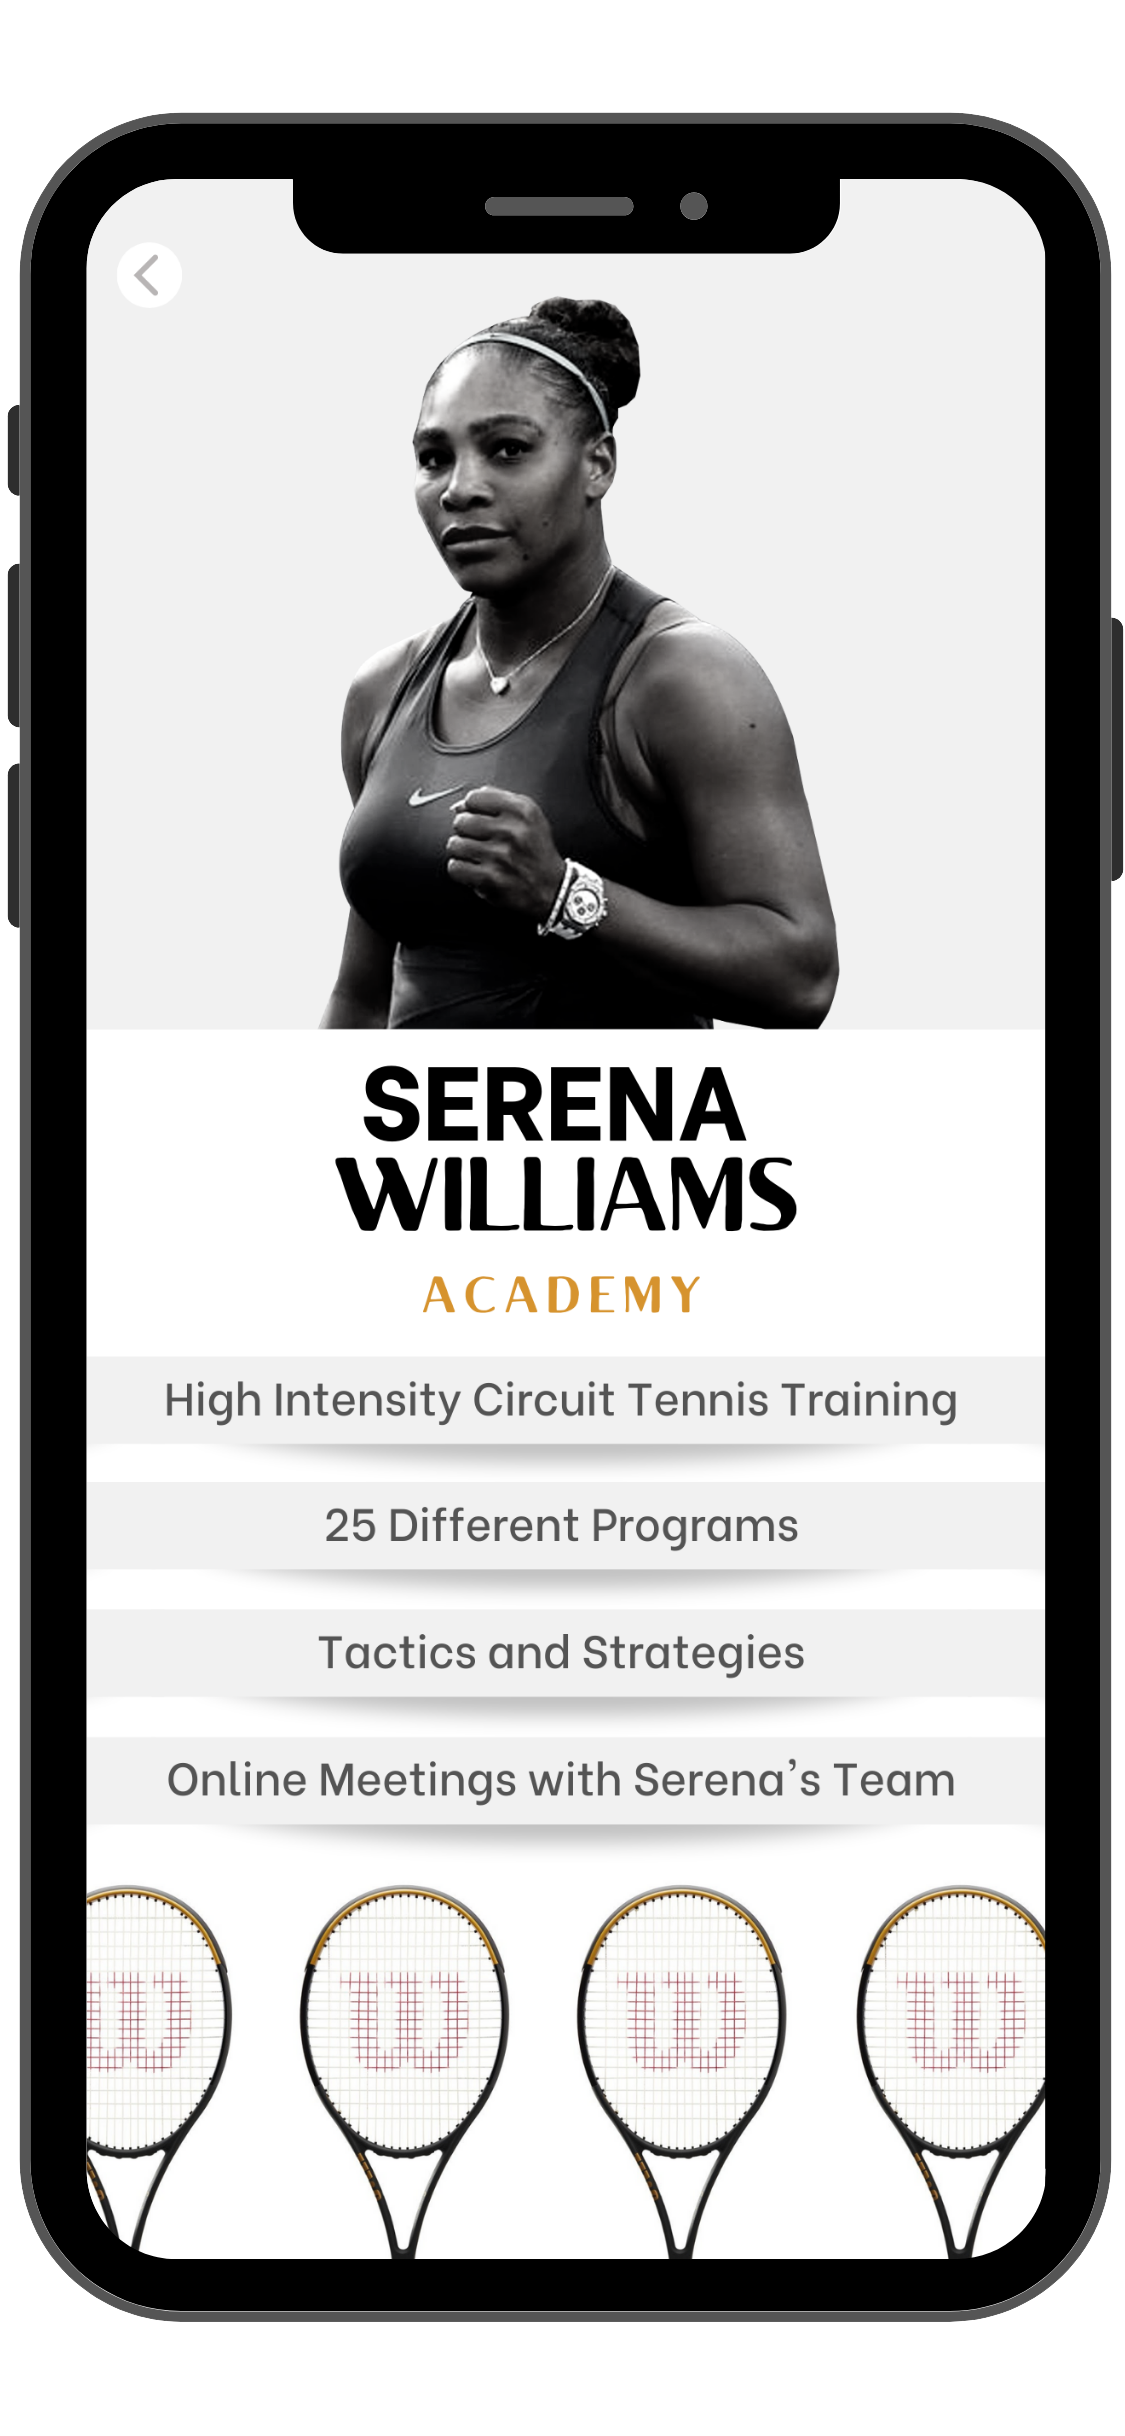 SERENA
WILLIAMS
ACADEMY
High Intensity Circuit Tennis Training
25 Different Programs
Tactics and Strategies
Online Meetings with Serena's Team